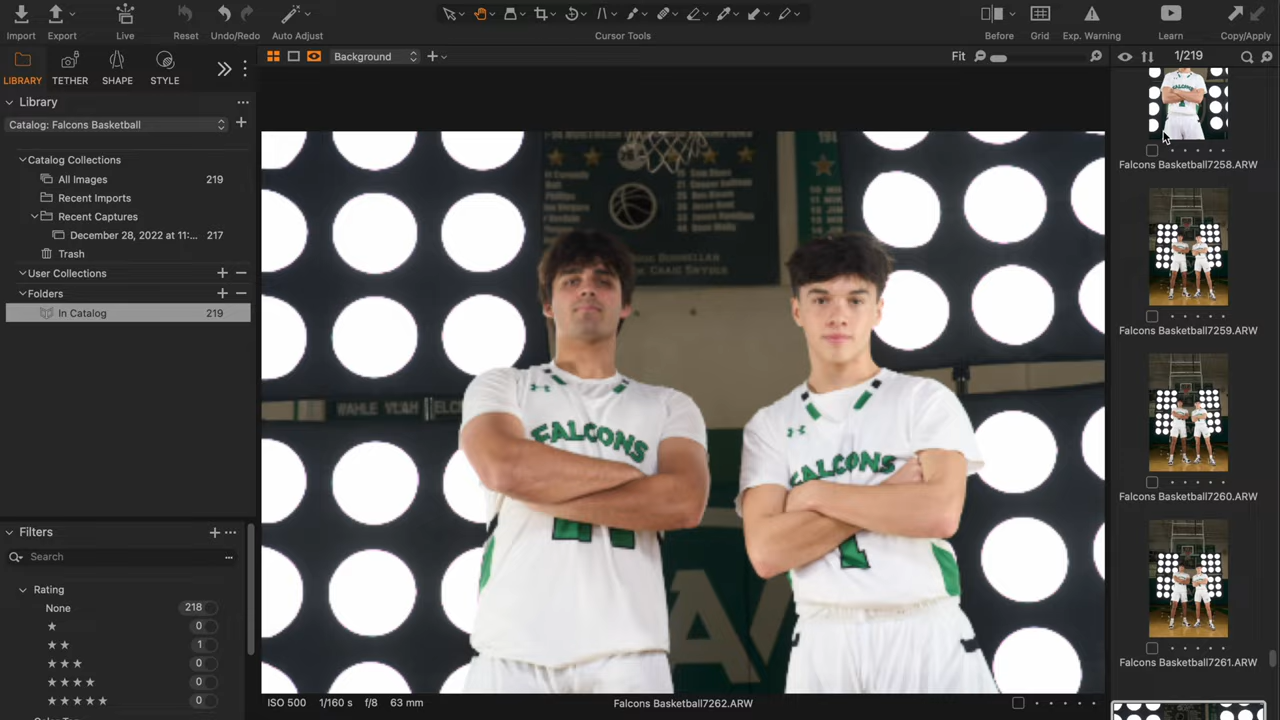 Import
Export
Live
Reset
Undo/Redo
Auto Adjust
Cursor Tools
Before
Grid
Exp. Warning
Learn
Copy/Apply
LIBRARY
TETHER
SHAPE
STYLE
Background
Fit
1/219
Library
Catalog: Falcons Basketball
Catalog Collections
All Images 219
Recent Imports
Recent Captures
December 28, 2022 at 11:... 217
Trash
User Collections
Folders
In Catalog 219
Filters
Search
Rating
None 218
0
1
0
0
0
FALCONS
FALCONS
1
ISO 500 1/160 s f/8 63 mm
Falcons Basketball7262.ARW
Falcons Basketball7258.ARW
Falcons Basketball7259.ARW
Falcons Basketball7260.ARW
Falcons Basketball7261.ARW